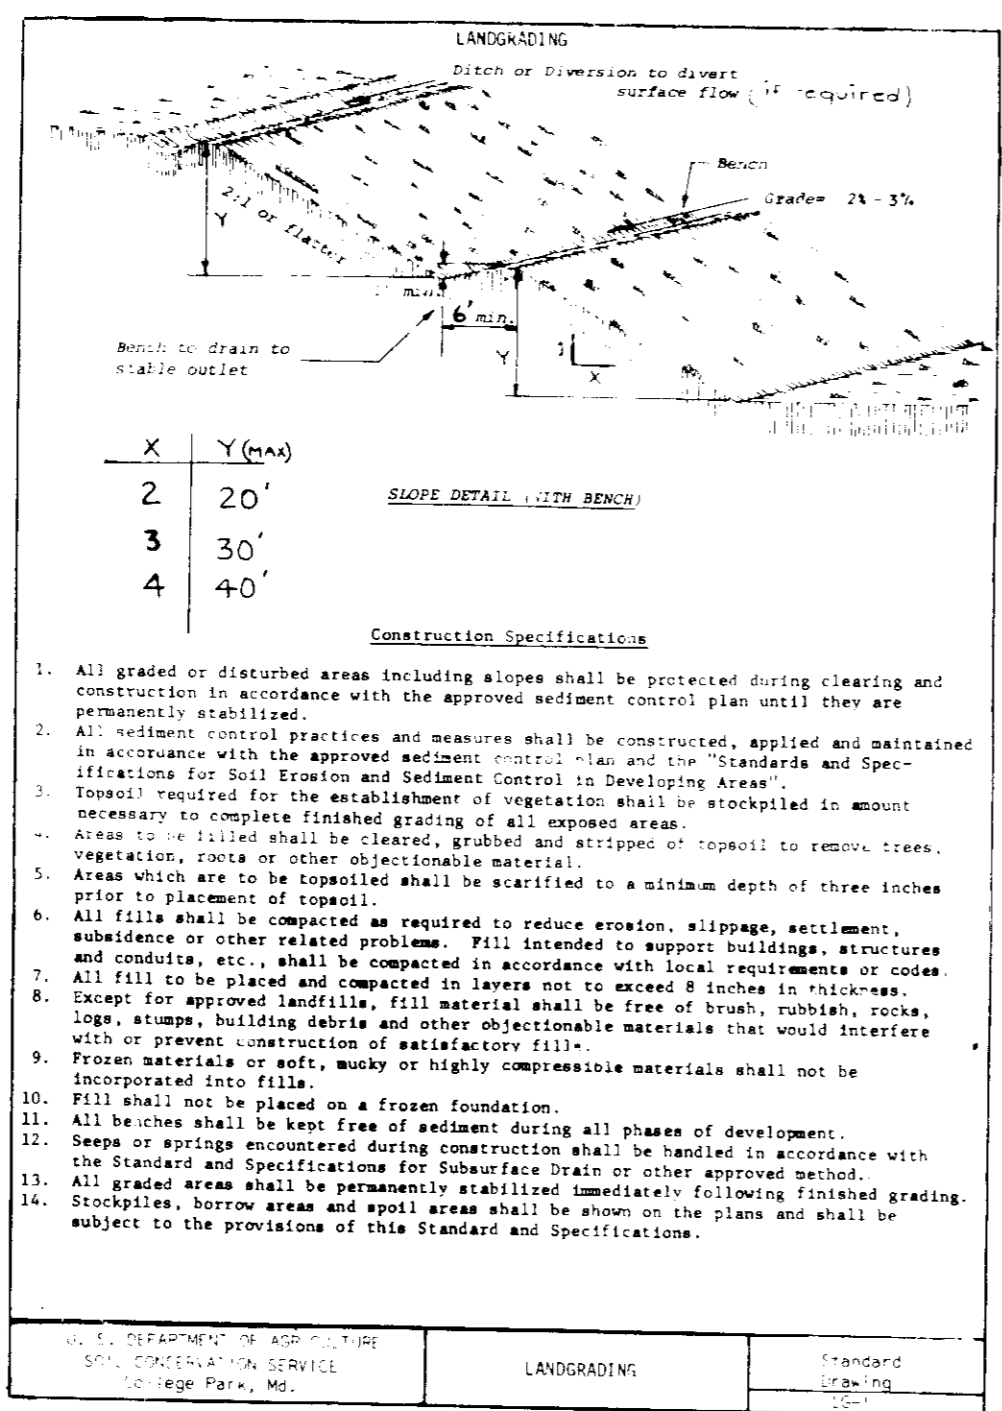 LANDGRADING
Ditch or Diversion to divert
surface flow (if required)
Bench
Grade= 2% - 3%
2:1 or flatter
Y
1' min.
6' min.
Bench to drain to
stable outlet
Y
1
X
X Y (MAX)
2 20'
3 30'
4 40'
SLOPE DETAIL (WITH BENCH)
Construction Specifications
1. All graded or disturbed areas including slopes shall be protected during clearing and
construction in accordance with the approved sediment control plan until they are
permanently stabilized.
2. All sediment control practices and measures shall be constructed, applied and maintained
in accordance with the approved sediment control plan and the "Standards and Spec-
ifications for Soil Erosion and Sediment Control in Developing Areas".
3. Topsoil required for the establishment of vegetation shall be stockpiled in amount
necessary to complete finished grading of all exposed areas.
4. Areas to be filled shall be cleared, grubbed and stripped of topsoil to remove trees,
vegetation, roots or other objectionable material.
5. Areas which are to be topsoiled shall be scarified to a minimum depth of three inches
prior to placement of topsoil.
6. All fills shall be compacted as required to reduce erosion, slippage, settlement,
subsidence or other related problems. Fill intended to support buildings, structures
and conduits, etc., shall be compacted in accordance with local requirements or codes.
7. All fill to be placed and compacted in layers not to exceed 8 inches in thickness.
8. Except for approved landfills, fill material shall be free of brush, rubbish, rocks,
logs, stumps, building debris and other objectionable materials that would interfere
with or prevent construction of satisfactory fills.
9. Frozen materials or soft, mucky or highly compressible materials shall not be
incorporated into fills.
10. Fill shall not be placed on a frozen foundation.
11. All benches shall be kept free of sediment during all phases of development.
12. Seeps or springs encountered during construction shall be handled in accordance with
the Standard and Specifications for Subsurface Drain or other approved method.
13. All graded areas shall be permanently stabilized immediately following finished grading.
14. Stockpiles, borrow areas and spoil areas shall be shown on the plans and shall be
subject to the provisions of this Standard and Specifications.
U. S. DEPARTMENT OF AGRICULTURE
SOIL CONSERVATION SERVICE
College Park, Md.
LANDGRADING
Standard
Drawing
LG-1